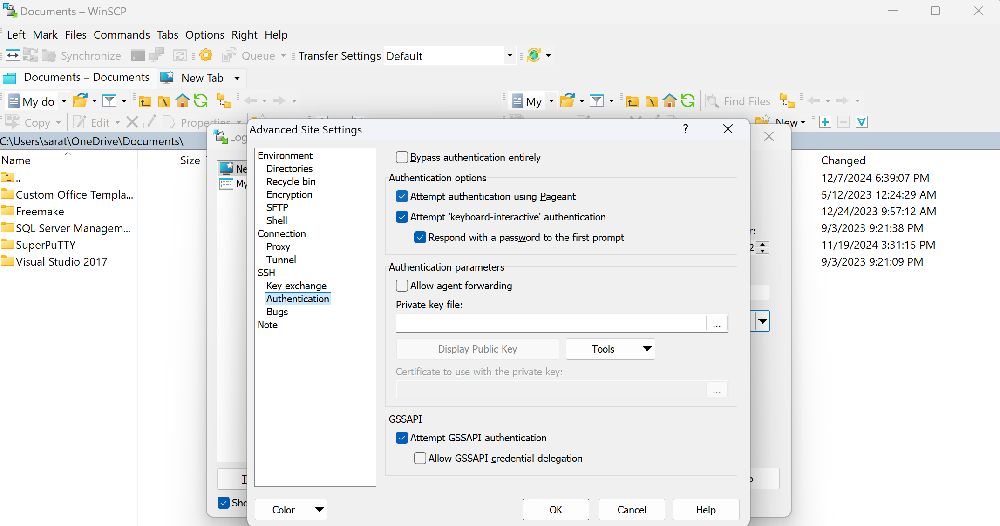 Documents – WinSCP
Left Mark Files Commands Tabs Options Right Help
Synchronize Queue Transfer Settings Default
Documents – Documents New Tab
My do My Find Files
Copy Edit Properties New
Advanced Site Settings ?
C:\Users\sarat\OneDrive\Documents\
Name Size Changed
.. 12/7/2024 6:39:07 PM
Custom Office Templa... 5/12/2023 12:24:29 AM
Freemake 12/24/2023 9:57:12 AM
SQL Server Managem... 9/3/2023 9:21:38 PM
SuperPuTTY 11/19/2024 3:31:15 PM
Visual Studio 2017 9/3/2023 9:21:09 PM
Environment
Directories
Recycle bin
Encryption
SFTP
Shell
Connection
Proxy
Tunnel
SSH
Key exchange
Authentication
Bugs
Note
Bypass authentication entirely
Authentication options
Attempt authentication using Pageant
Attempt 'keyboard-interactive' authentication
Respond with a password to the first prompt
Authentication parameters
Allow agent forwarding
Private key file:
...
Display Public Key Tools
Certificate to use with the private key:
...
GSSAPI
Attempt GSSAPI authentication
Allow GSSAPI credential delegation
Color OK Cancel Help